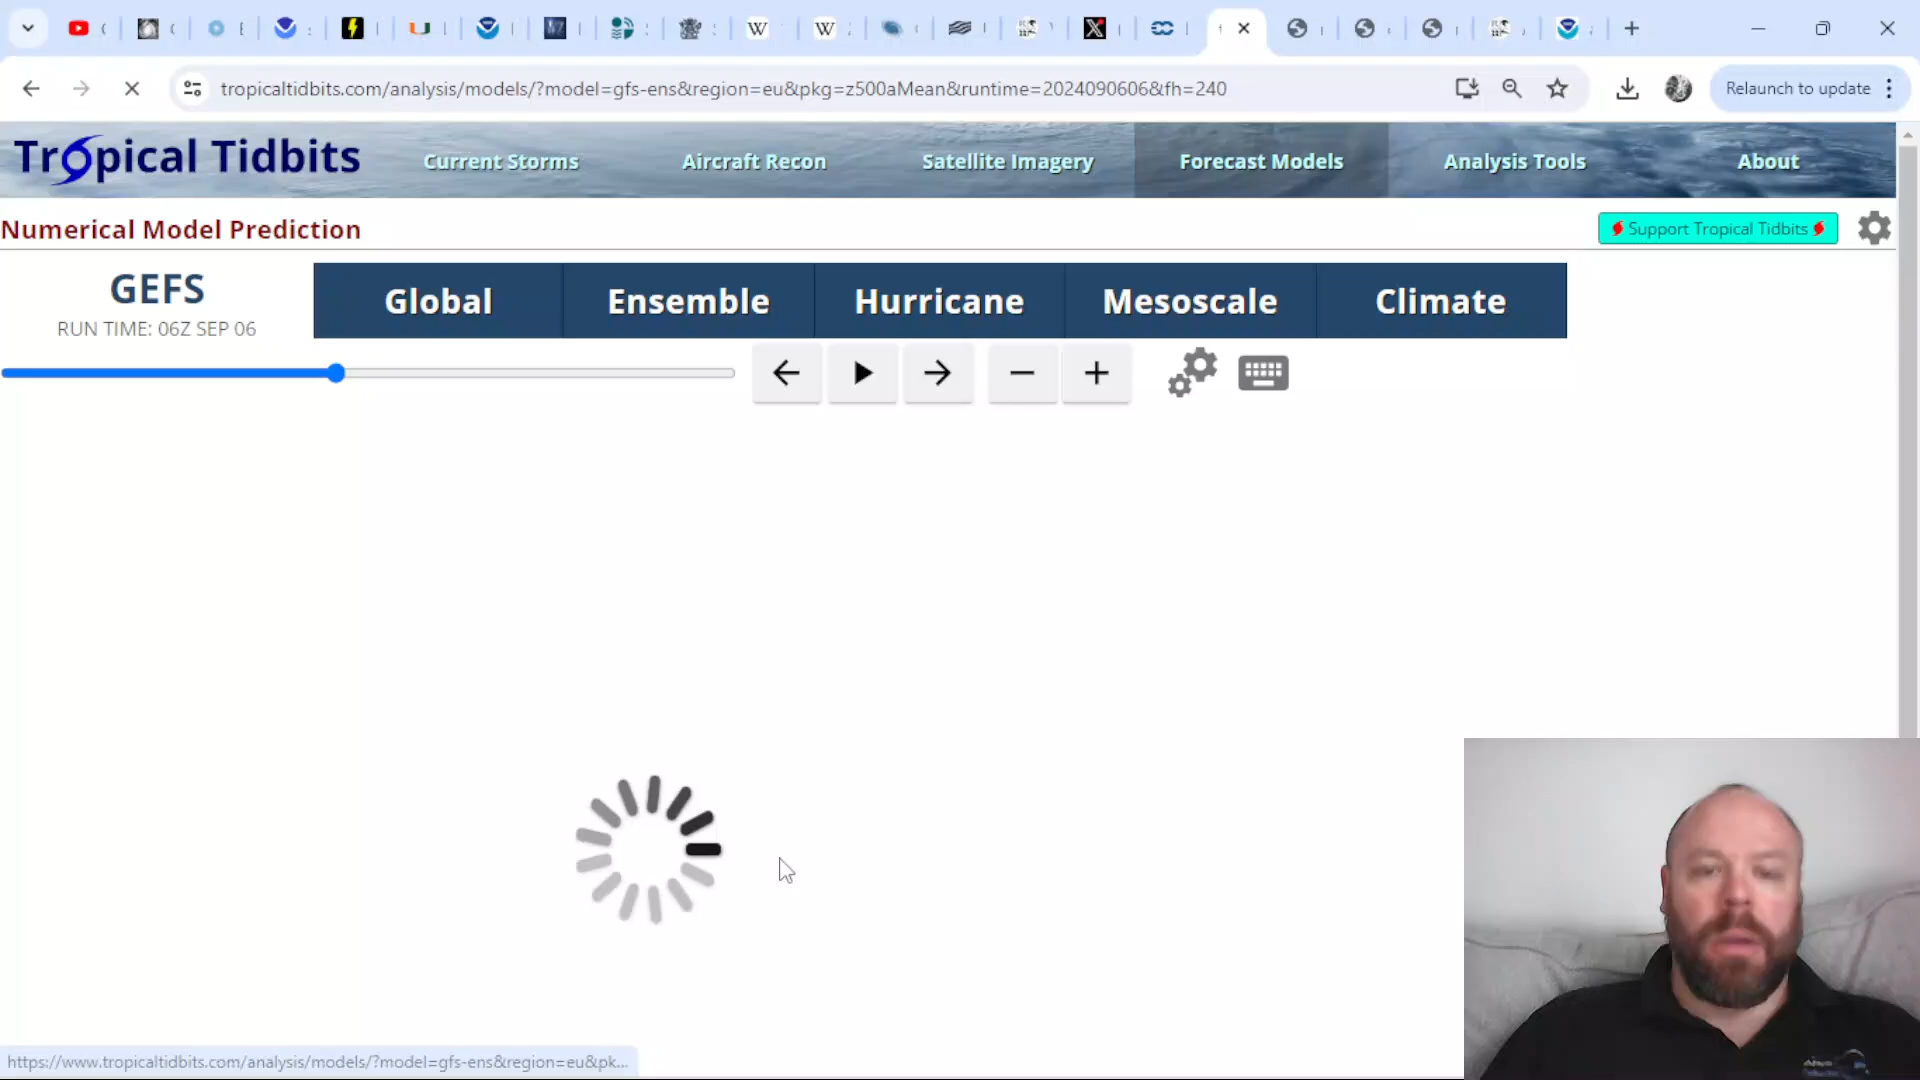 tropicaltidbits.com/analysis/models/?model=gfs-ens&region=eu&pkg=z500aMean&runtime=2024090606&fh=240
Relaunch to update
Tropical Tidbits
Current Storms
Aircraft Recon
Satellite Imagery
Forecast Models
Analysis Tools
About
Numerical Model Prediction
Support Tropical Tidbits
GEFS
RUN TIME: 06Z SEP 06
Global
Ensemble
Hurricane
Mesoscale
Climate
https://www.tropicaltidbits.com/analysis/models/?model=gfs-ens&region=eu&pk...